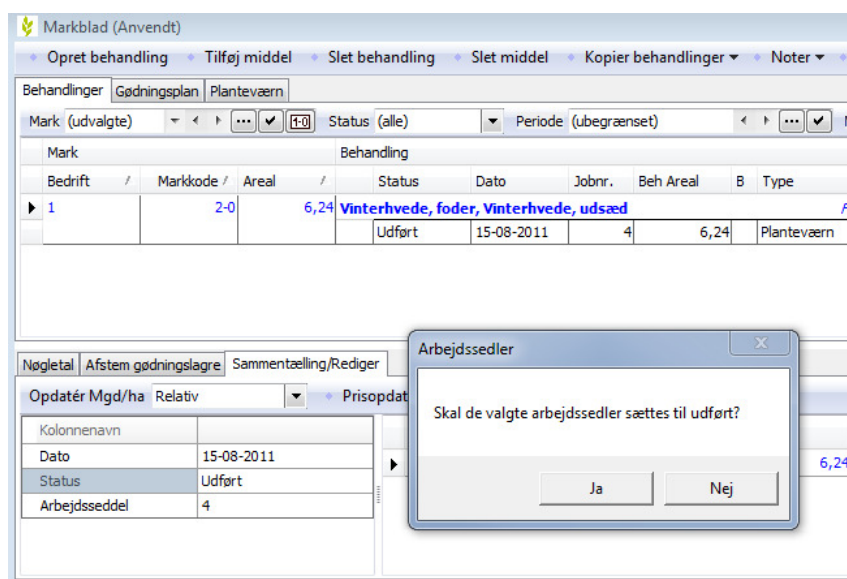 Markblad (Anvendt)
Opret behandling Tilføj middel Slet behandling Slet middel Kopier behandlinger Noter
Behandlinger Gødningsplan Planteværn
Mark (udvalgte) 1-0 Status (alle) Periode (ubegrænset)
Mark Behandling
Bedrift / Markkode / Areal / Status Dato Jobnr. Beh Areal B Type
1 2-0 6,24 Vinterhvede, foder, Vinterhvede, udsæd
Udført 15-08-2011 4 6,24 Planteværn
Nøgletal Afstem gødningslagre Sammentælling/Rediger
Opdatér Mgd/ha Relativ Prisopdat
Kolonnenavn
Dato 15-08-2011
Status Udført
Arbejdsseddel 4
6,24
Arbejdssedler
Skal de valgte arbejdssedler sættes til udført?
Ja Nej